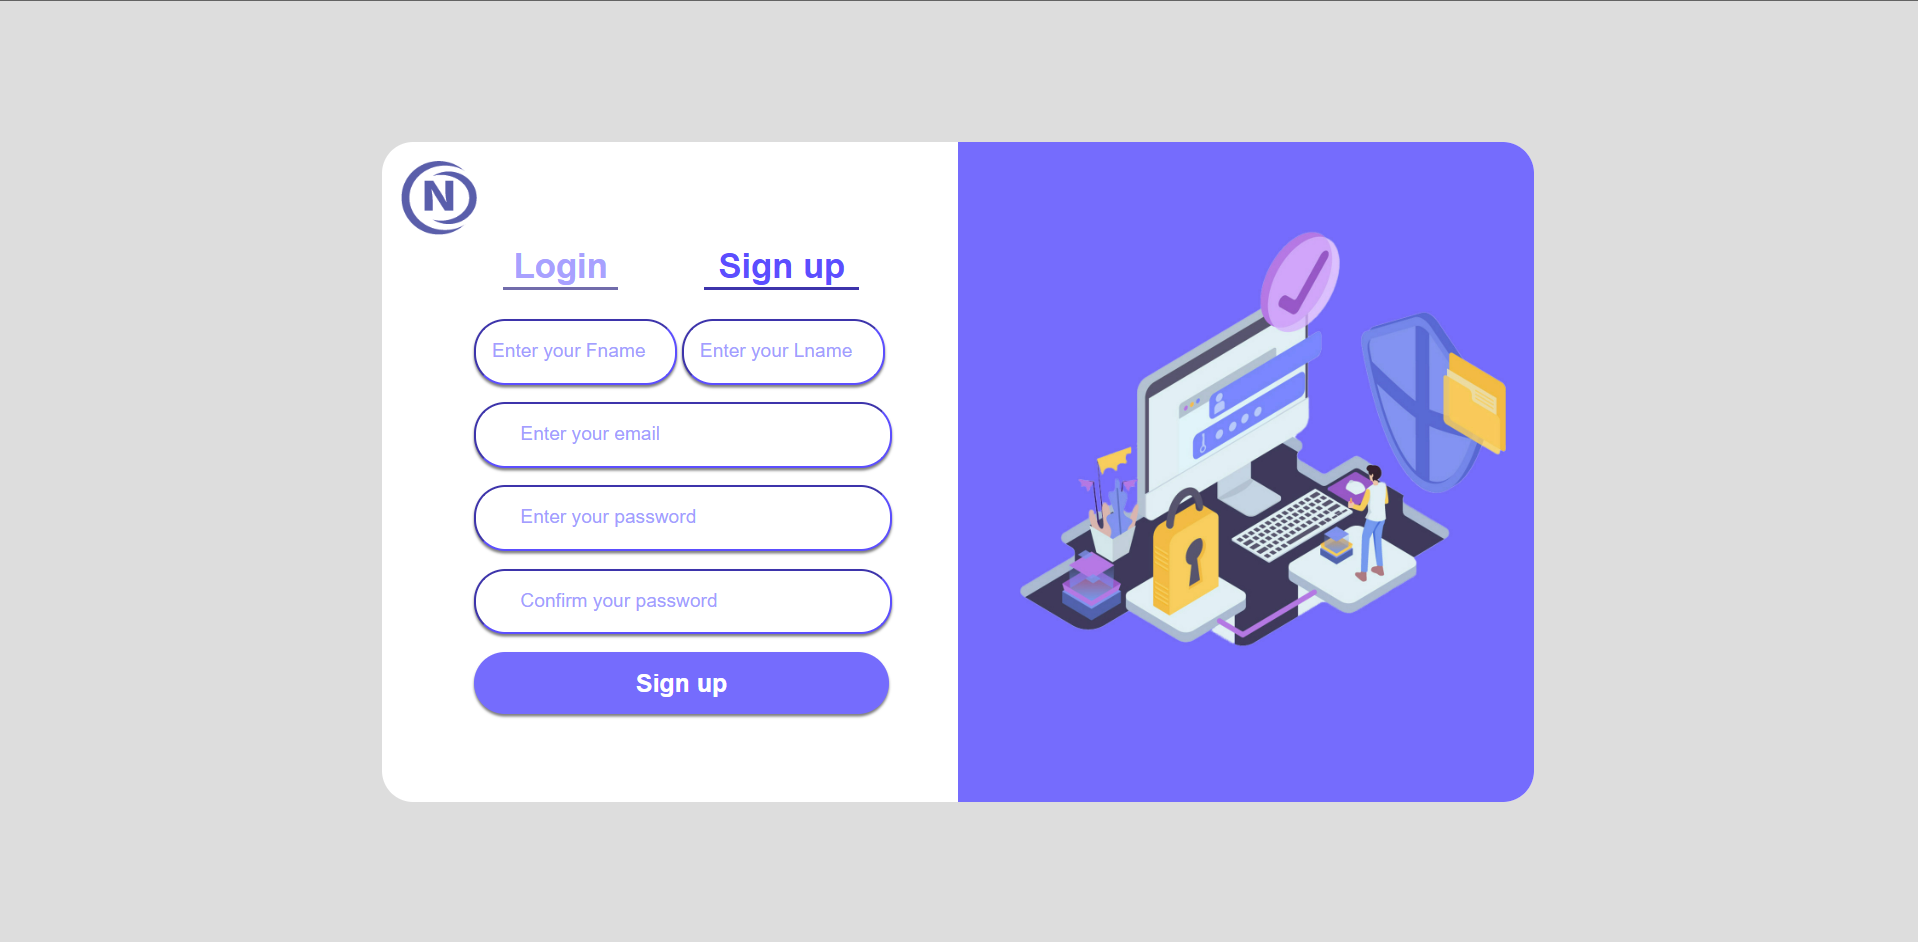 N
Login Sign up
Enter your Fname Enter your Lname
Enter your email
Enter your password
Confirm your password
Sign up